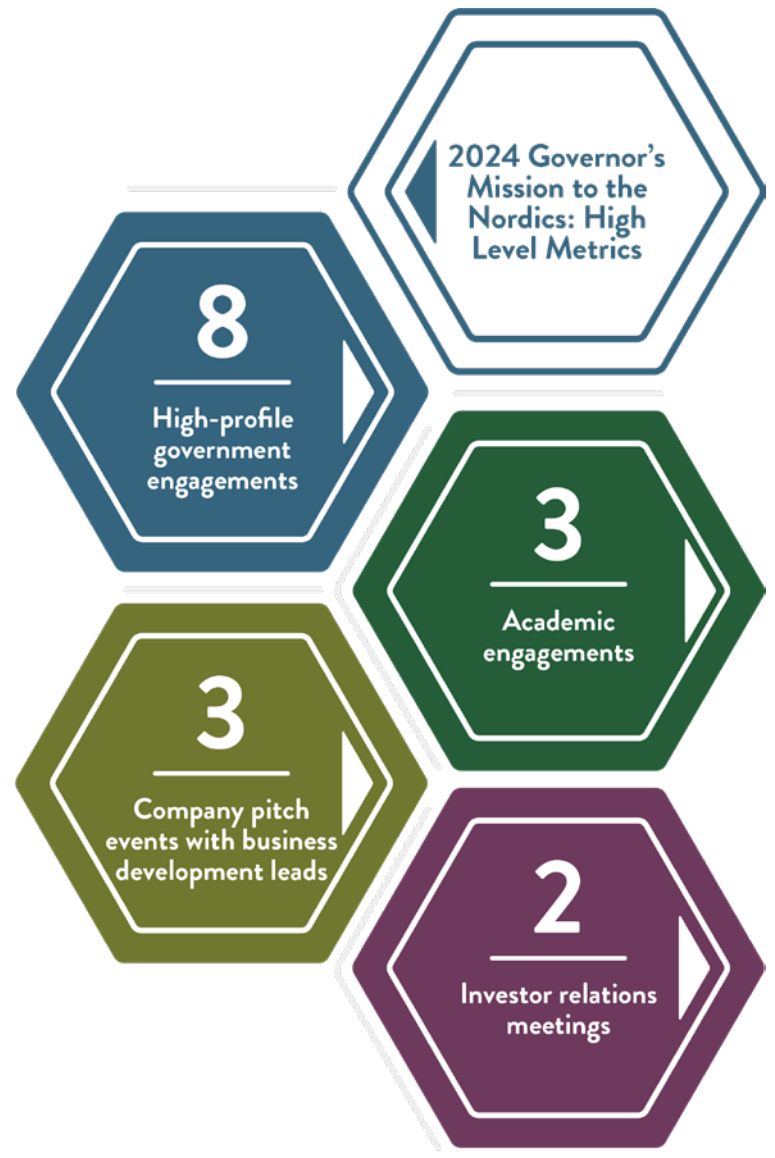 2024 Governor's
Mission to the
Nordics: High
Level Metrics
8
High-profile
government
engagements
3
Academic
engagements
3
Company pitch
events with business
development leads
2
Investor relations
meetings